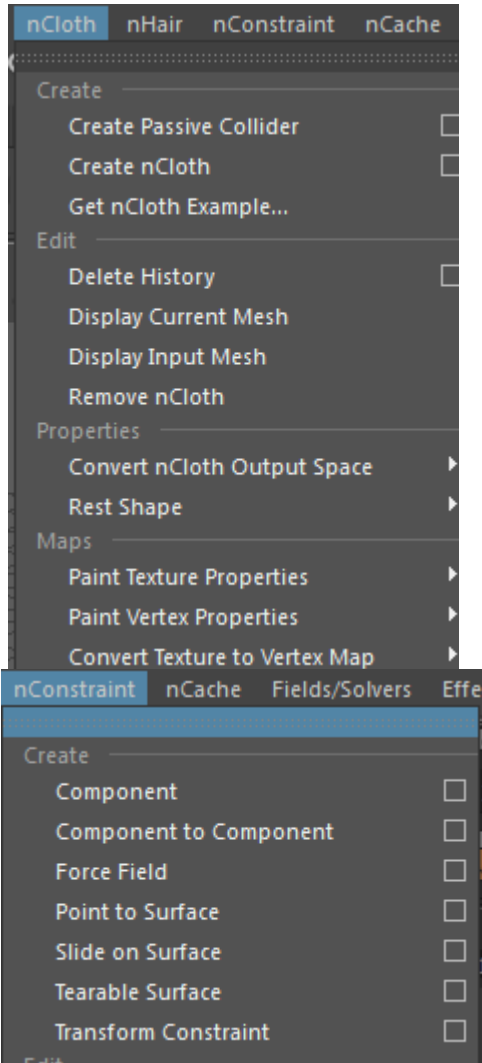 nCloth nHair nConstraint nCache
Create
Create Passive Collider
Create nCloth
Get nCloth Example...
Edit
Delete History
Display Current Mesh
Display Input Mesh
Remove nCloth
Properties
Convert nCloth Output Space
Rest Shape
Maps
Paint Texture Properties
Paint Vertex Properties
Convert Texture to Vertex Map
nConstraint nCache Fields/Solvers Effe
Create
Component
Component to Component
Force Field
Point to Surface
Slide on Surface
Tearable Surface
Transform Constraint
Edit